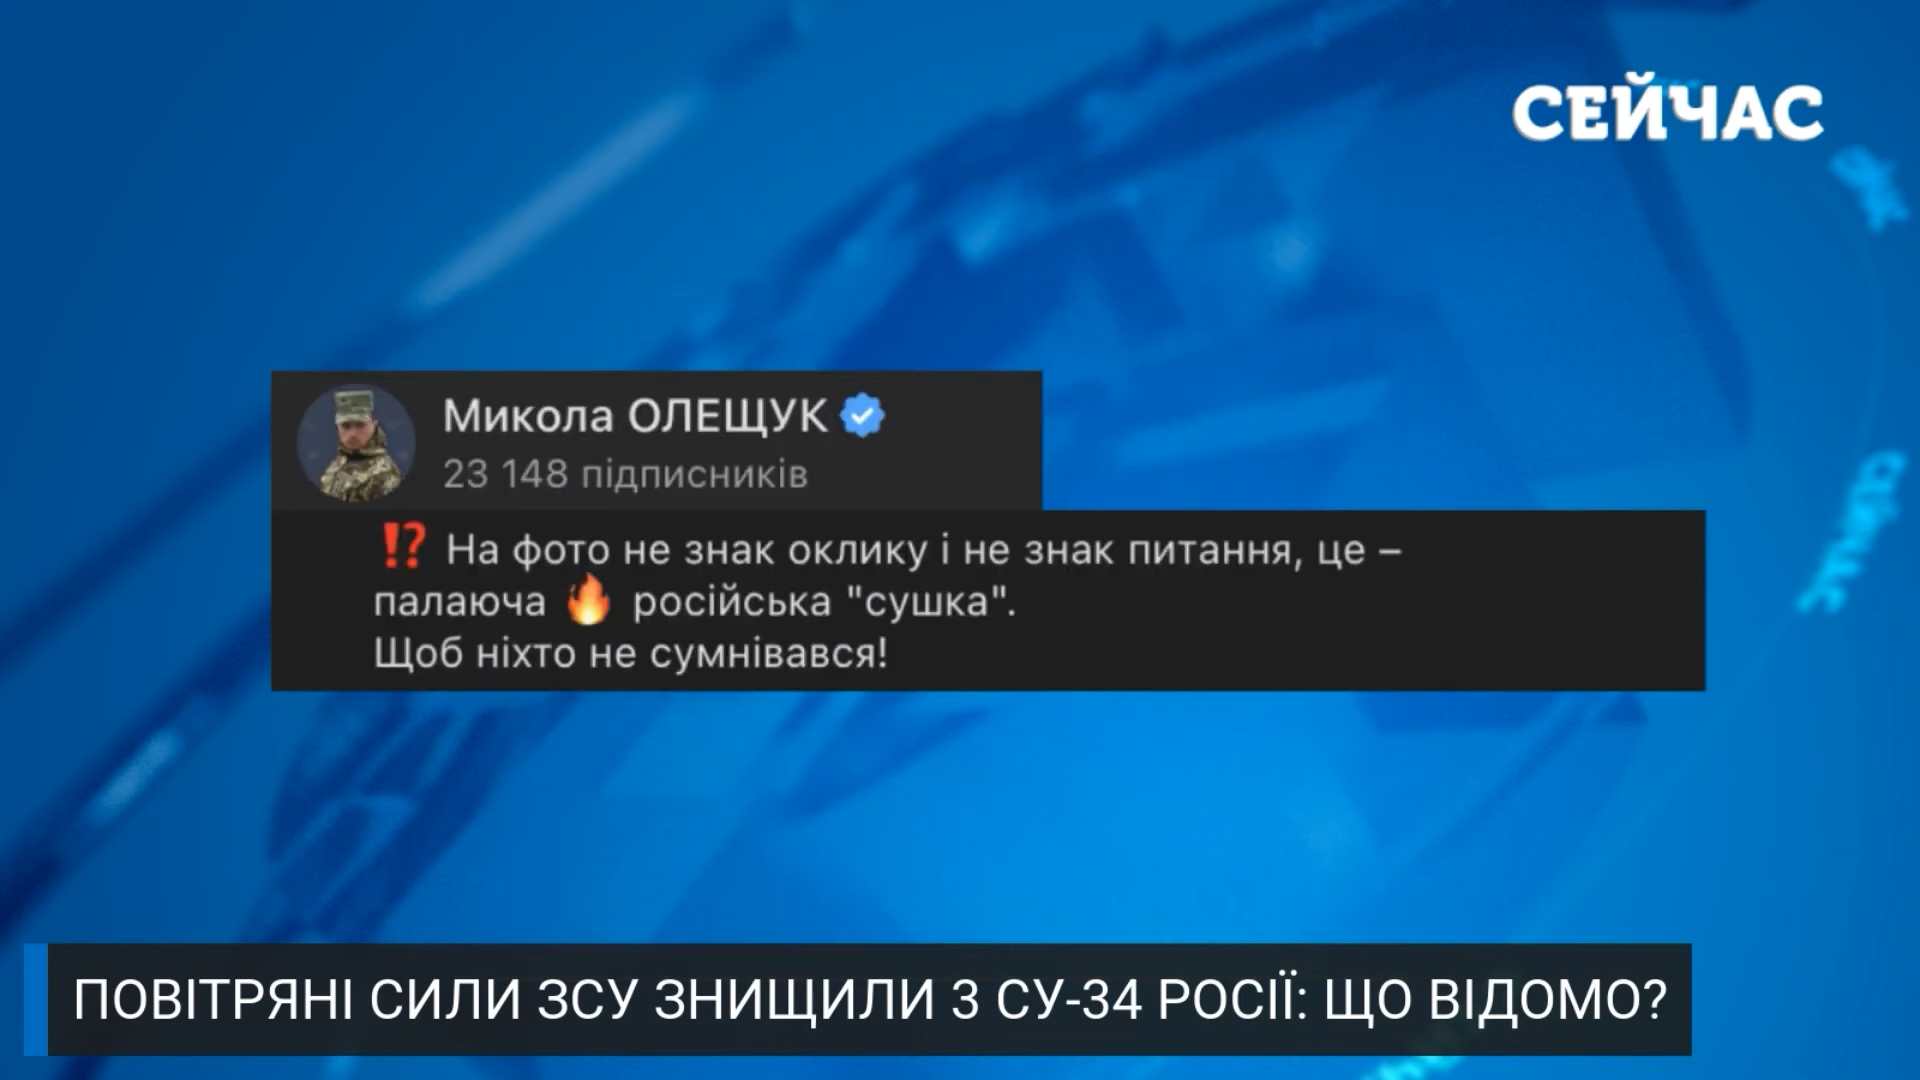 СЕЙЧАС
Микола ОЛЕЩУК
23 148 підписників
⁉️ На фото не знак оклику і не знак питання, це –
палаюча 🔥 російська "сушка".
Щоб ніхто не сумнівався!
ПОВІТРЯНІ СИЛИ ЗСУ ЗНИЩИЛИ 3 СУ-34 РОСІЇ: ЩО ВІДОМО?